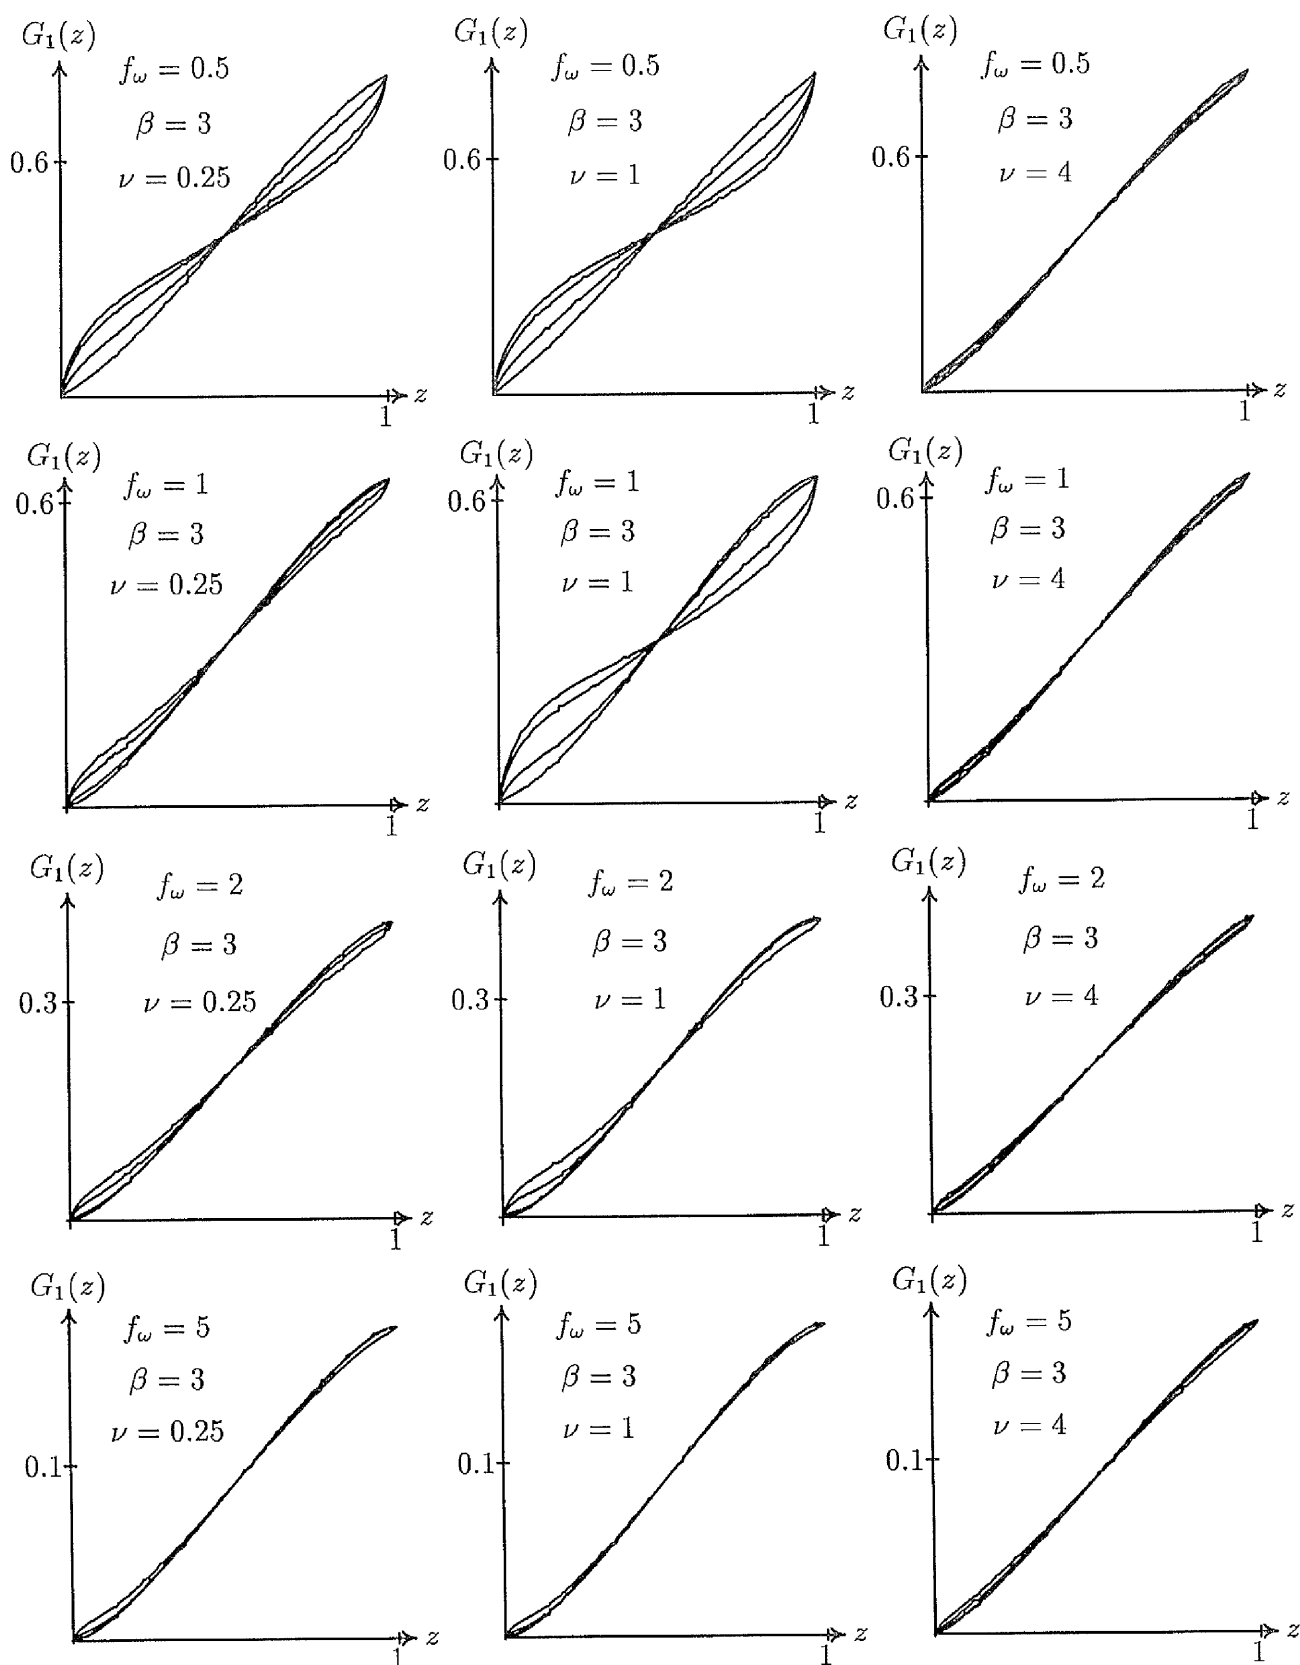 G₁(z)
f_ω = 0.5
β = 3
ν = 0.25
0.6
z
1
G₁(z)
f_ω = 0.5
β = 3
ν = 1
0.6
z
1
G₁(z)
f_ω = 0.5
β = 3
ν = 4
0.6
z
1
G₁(z)
f_ω = 1
β = 3
ν = 0.25
0.6
z
1
G₁(z)
f_ω = 1
β = 3
ν = 1
0.6
z
1
G₁(z)
f_ω = 1
β = 3
ν = 4
0.6
z
1
G₁(z)
f_ω = 2
β = 3
ν = 0.25
0.3
z
1
G₁(z)
f_ω = 2
β = 3
ν = 1
0.3
z
1
G₁(z)
f_ω = 2
β = 3
ν = 4
0.3
z
1
G₁(z)
f_ω = 5
β = 3
ν = 0.25
0.1
z
1
G₁(z)
f_ω = 5
β = 3
ν = 1
0.1
z
1
G₁(z)
f_ω = 5
β = 3
ν = 4
0.1
z
1